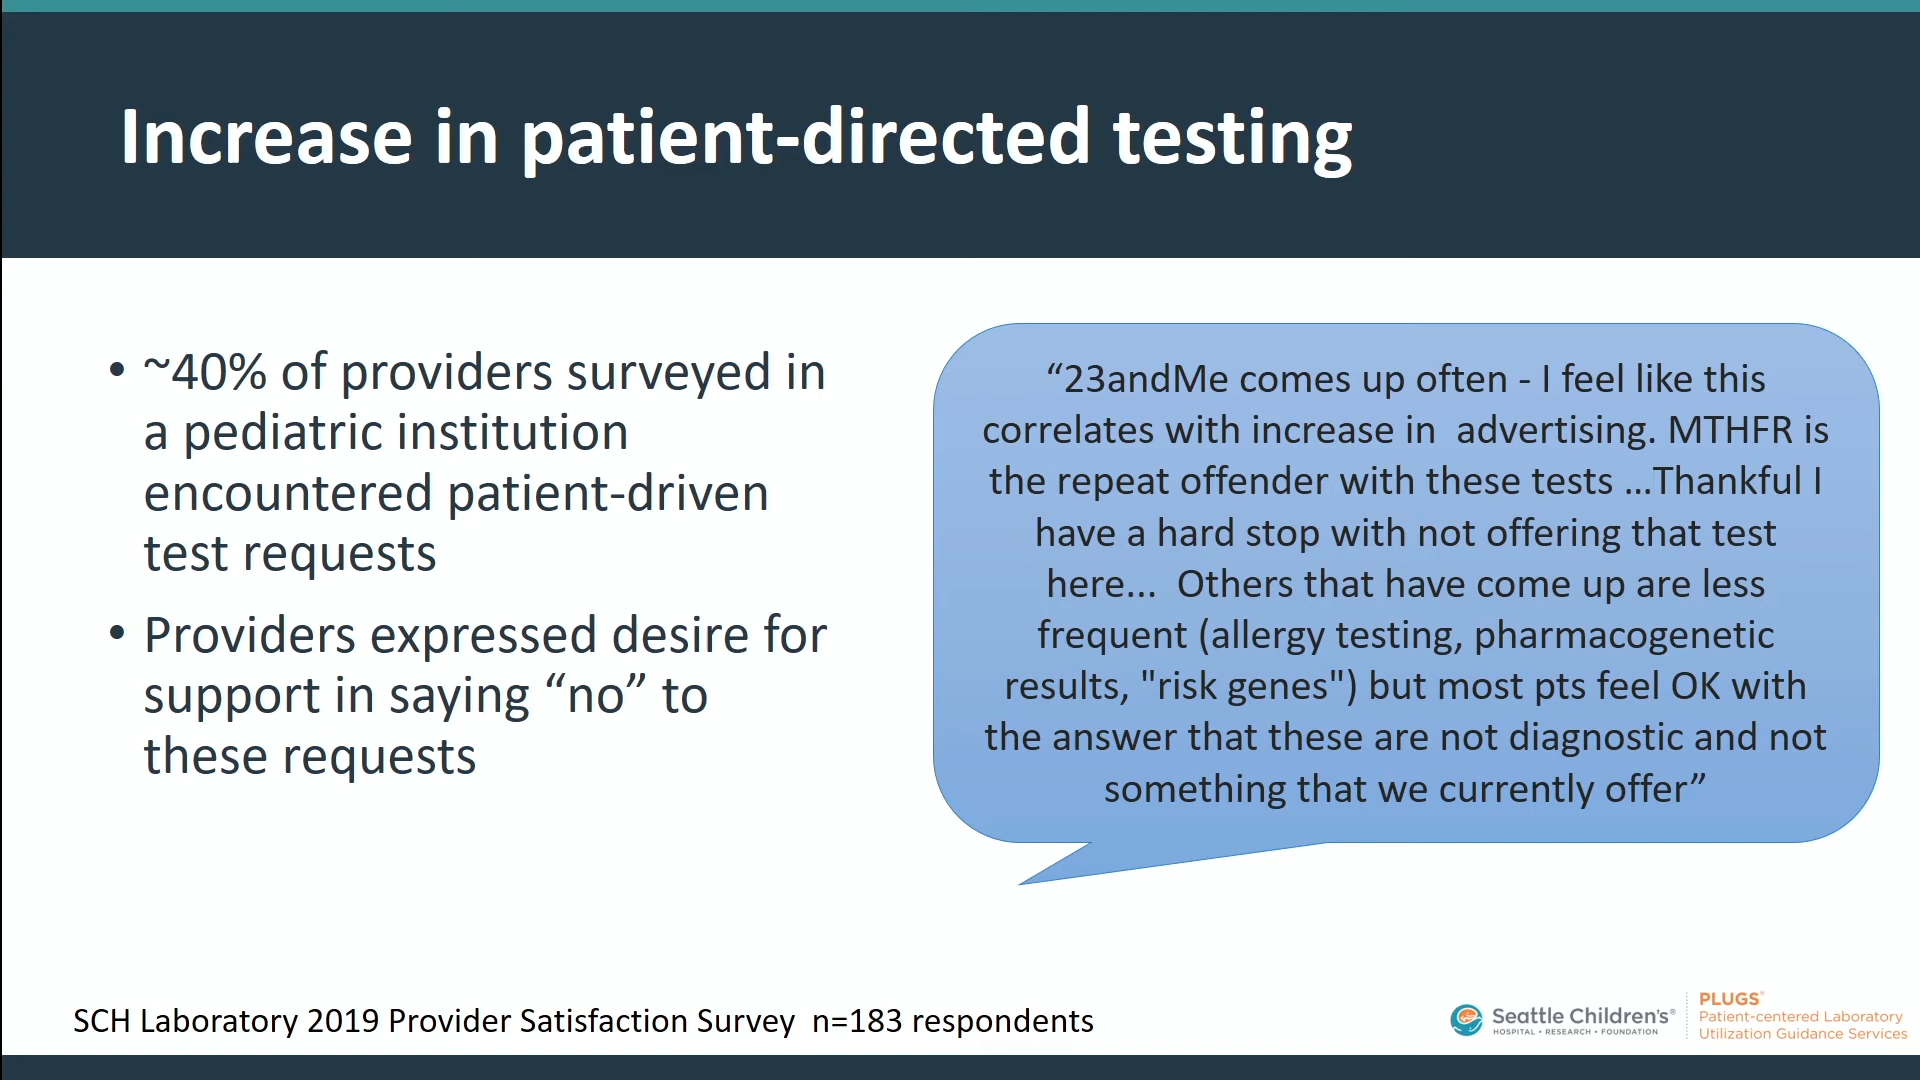 Increase in patient-directed testing
• ~40% of providers surveyed in
a pediatric institution
encountered patient-driven
test requests
• Providers expressed desire for
support in saying “no” to
these requests
“23andMe comes up often - I feel like this
correlates with increase in  advertising. MTHFR is
the repeat offender with these tests …Thankful I
have a hard stop with not offering that test
here...  Others that have come up are less
frequent (allergy testing, pharmacogenetic
results, "risk genes") but most pts feel OK with
the answer that these are not diagnostic and not
something that we currently offer”
SCH Laboratory 2019 Provider Satisfaction Survey  n=183 respondents
Seattle Children's®
HOSPITAL • RESEARCH • FOUNDATION
PLUGS®
Patient-centered Laboratory
Utilization Guidance Services